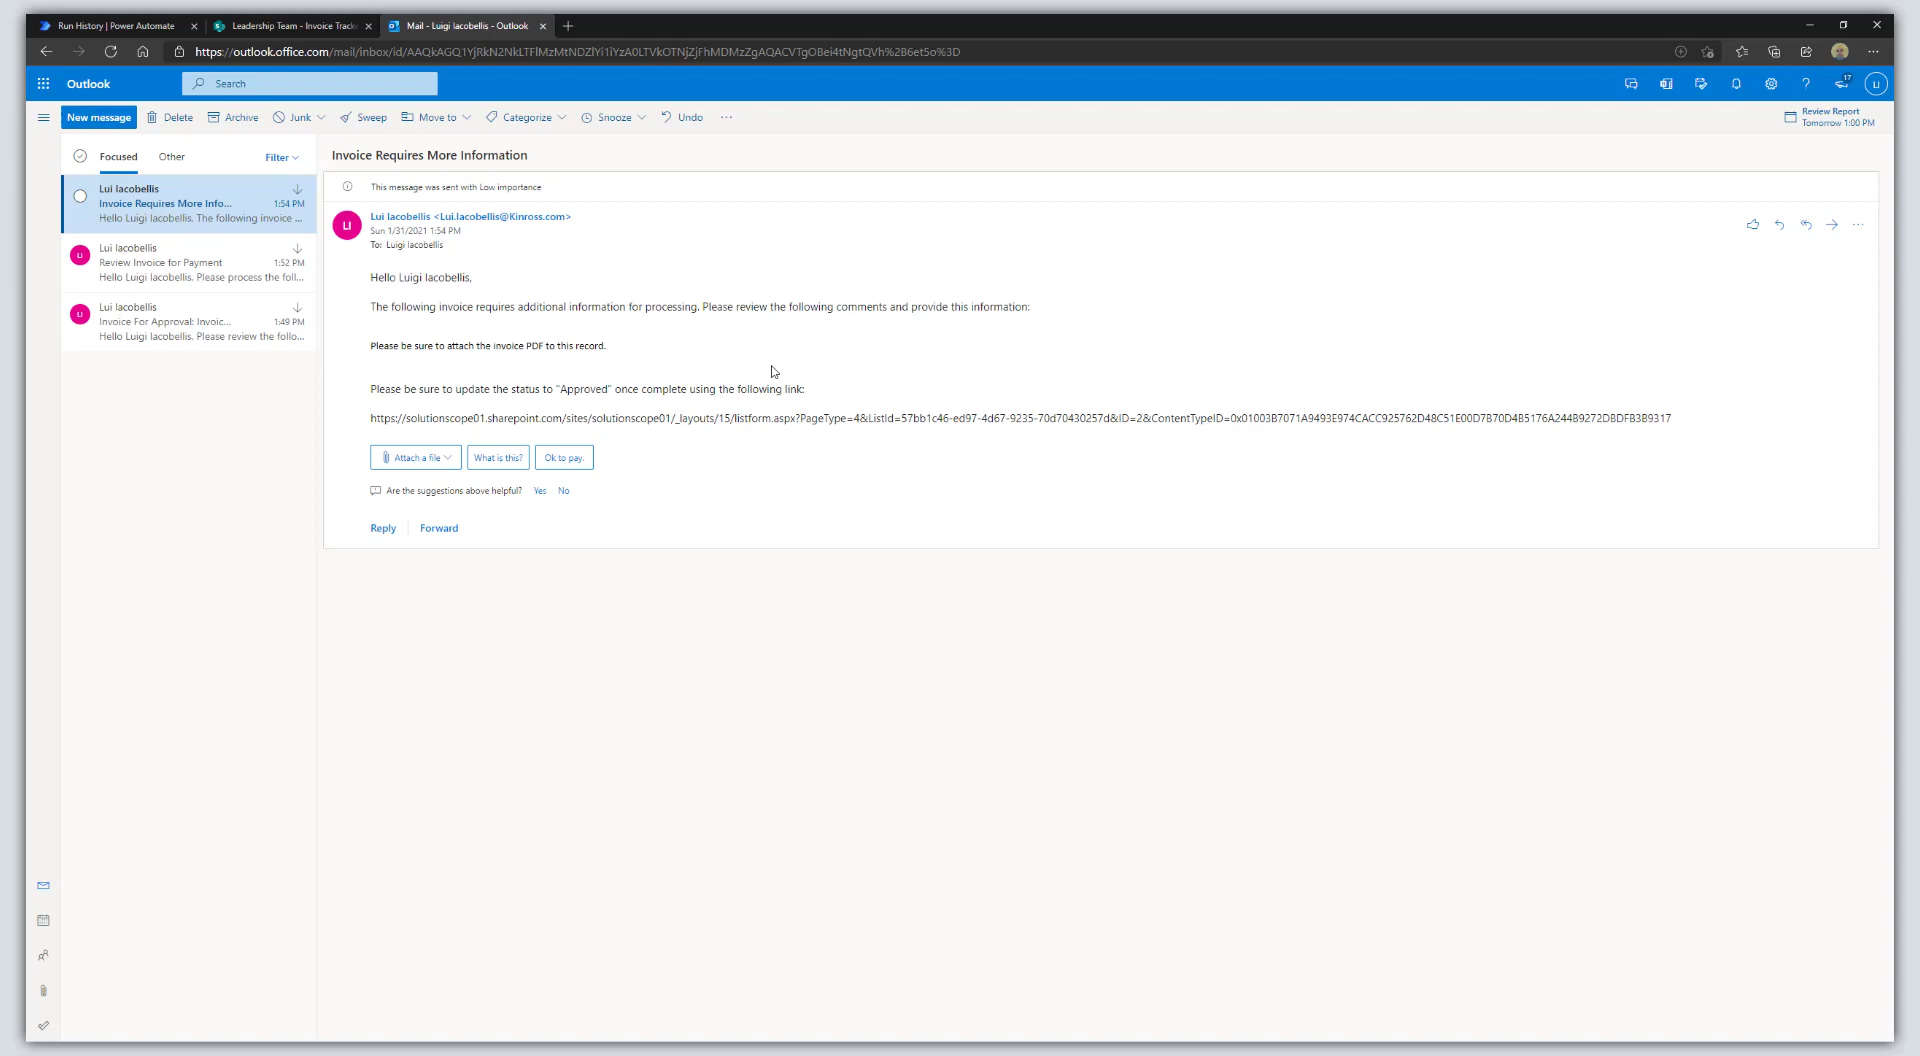 Run History | Power Automate
Leadership Team - Invoice Track
Mail - Luigi Iacobellis - Outlook
https://outlook.office.com/mail/inbox/id/AAQkAGQ1YjRkN2NkLTFlMzMtNDZlYi1iYzA0LTVkOTNjZjFhMDMzZgAQACVTgOBei4tNgtQVh%2B6et5o%3D
Outlook
Search
17
LI
New message
Delete
Archive
Junk
Sweep
Move to
Categorize
Snooze
Undo
Review Report
Tomorrow 1:00 PM
Focused
Other
Filter
Lui Iacobellis
Invoice Requires More Info...
1:54 PM
Hello Luigi Iacobellis. The following invoice ...
LI
Lui Iacobellis
Review Invoice for Payment
1:52 PM
Hello Luigi Iacobellis. Please process the foll...
LI
Lui Iacobellis
Invoice For Approval: Invoic...
1:49 PM
Hello Luigi Iacobellis. Please review the follo...
Invoice Requires More Information
This message was sent with Low importance
LI
Lui Iacobellis <Lui.Iacobellis@Kinross.com>
Sun 1/31/2021 1:54 PM
To: Luigi Iacobellis
Hello Luigi Iacobellis,
The following invoice requires additional information for processing. Please review the following comments and provide this information:
Please be sure to attach the invoice PDF to this record.
Please be sure to update the status to "Approved" once complete using the following link:
https://solutionscope01.sharepoint.com/sites/solutionscope01/_layouts/15/listform.aspx?PageType=4&ListId=57bb1c46-ed97-4d67-9235-70d70430257d&ID=2&ContentTypeID=0x01003B7071A9493E974CACC925762D48C51E00D7B70D4B5176A244B9272DBDFB3B9317
Attach a file
What is this?
Ok to pay.
Are the suggestions above helpful?
Yes
No
Reply
Forward